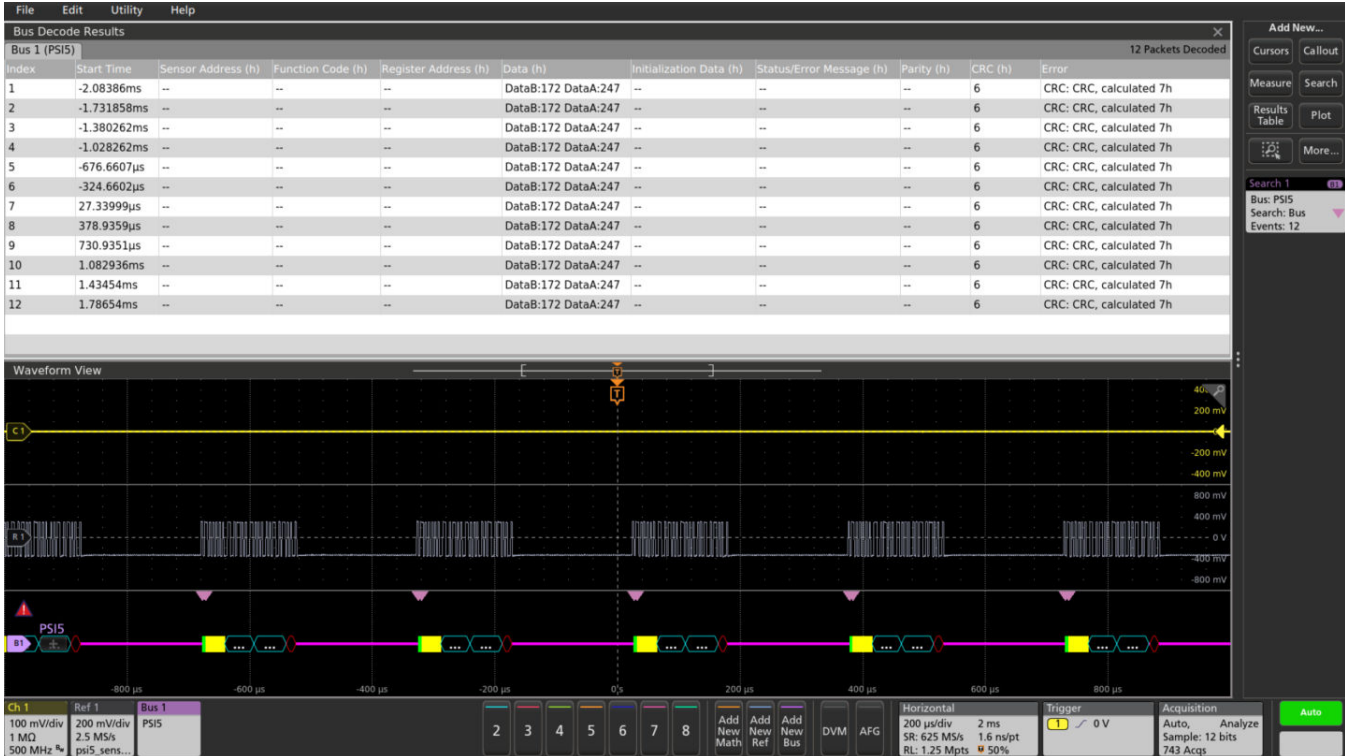 File Edit Utility Help
Bus Decode Results
Bus 1 (PSI5) 12 Packets Decoded
Index Start Time Sensor Address (h) Function Code (h) Register Address (h) Data (h) Initialization Data (h) Status/Error Message (h) Parity (h) CRC (h) Error
1 -2.08386ms -- -- -- DataB:172 DataA:247 -- -- -- 6 CRC: CRC, calculated 7h
2 -1.731858ms -- -- -- DataB:172 DataA:247 -- -- -- 6 CRC: CRC, calculated 7h
3 -1.380262ms -- -- -- DataB:172 DataA:247 -- -- -- 6 CRC: CRC, calculated 7h
4 -1.028262ms -- -- -- DataB:172 DataA:247 -- -- -- 6 CRC: CRC, calculated 7h
5 -676.6607µs -- -- -- DataB:172 DataA:247 -- -- -- 6 CRC: CRC, calculated 7h
6 -324.6602µs -- -- -- DataB:172 DataA:247 -- -- -- 6 CRC: CRC, calculated 7h
7 27.33999µs -- -- -- DataB:172 DataA:247 -- -- -- 6 CRC: CRC, calculated 7h
8 378.9359µs -- -- -- DataB:172 DataA:247 -- -- -- 6 CRC: CRC, calculated 7h
9 730.9351µs -- -- -- DataB:172 DataA:247 -- -- -- 6 CRC: CRC, calculated 7h
10 1.082936ms -- -- -- DataB:172 DataA:247 -- -- -- 6 CRC: CRC, calculated 7h
11 1.43454ms -- -- -- DataB:172 DataA:247 -- -- -- 6 CRC: CRC, calculated 7h
12 1.78654ms -- -- -- DataB:172 DataA:247 -- -- -- 6 CRC: CRC, calculated 7h
Add New...
Cursors Callout
Measure Search
Results Table Plot
More...
Search 1 B1
Bus: PSI5
Search: Bus
Events: 12
Waveform View
T
T
200 mV
C1
-200 mV
-400 mV
800 mV
400 mV
R1 0 V
-400 mV
-800 mV
PSI5
B1 ... ... ... ... ... ... ... ... ... ...
-800 µs -600 µs -400 µs -200 µs 0 s 200 µs 400 µs 600 µs 800 µs
Ch 1
100 mV/div
1 MΩ
500 MHz
Ref 1
200 mV/div
2.5 MS/s
psi5_sens...
Bus 1
PSI5
2 3 4 5 6 7 8
Add New Math
Add New Ref
Add New Bus
DVM AFG
Horizontal
200 µs/div 2 ms
SR: 625 MS/s 1.6 ns/pt
RL: 1.25 Mpts 50%
Trigger
1 0 V
Acquisition
Auto, Analyze
Sample: 12 bits
743 Acqs
Auto